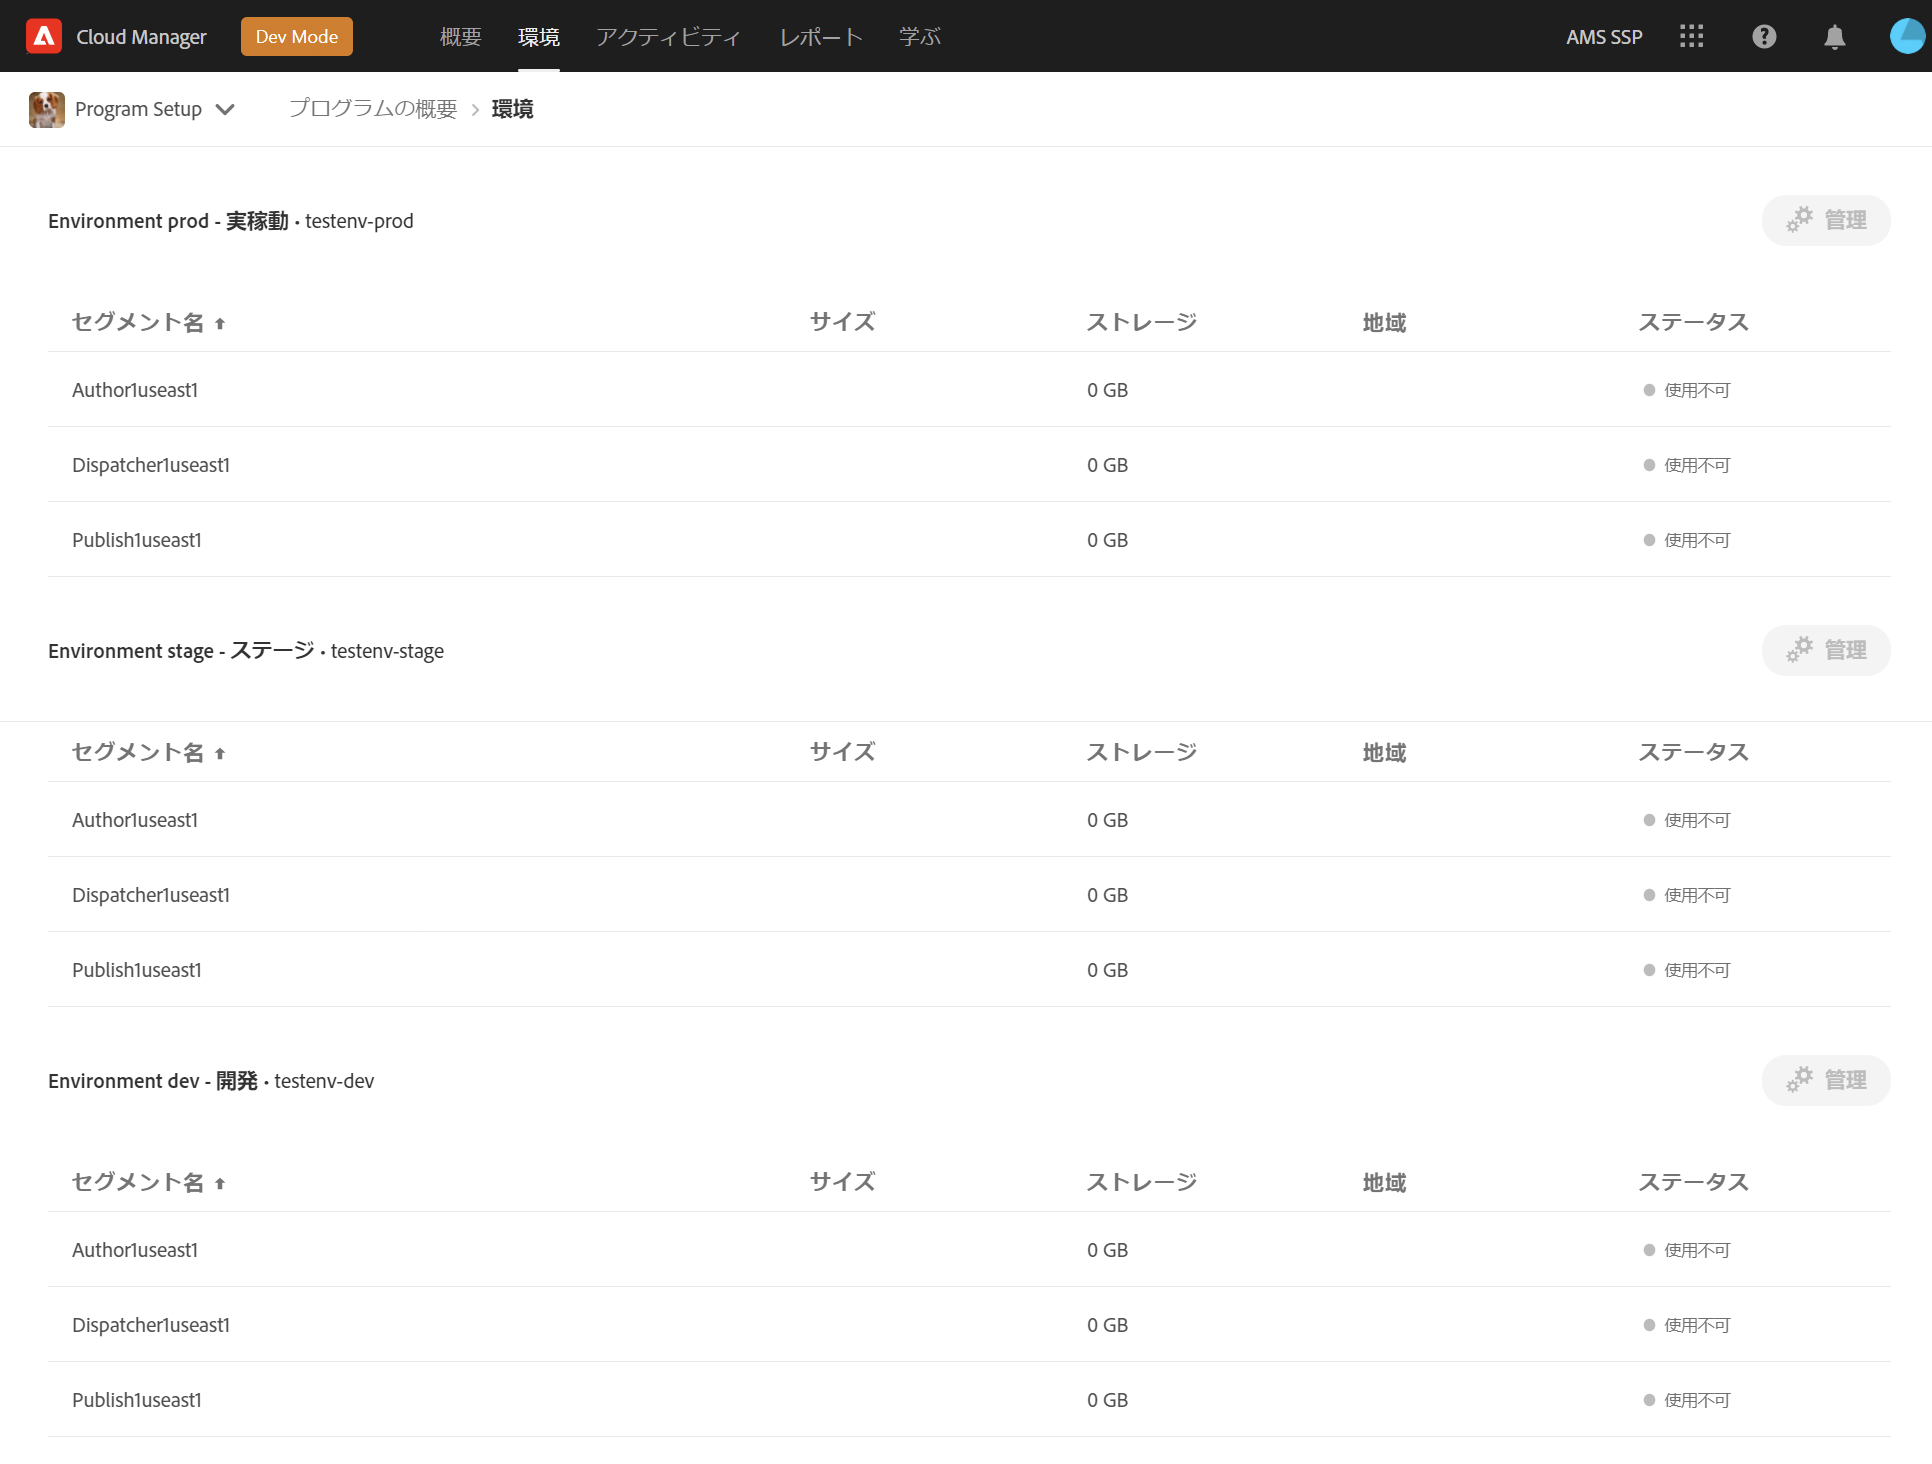 Cloud Manager Dev Mode 概要 環境 アクティビティ レポート 学ぶ AMS SSP
Program Setup プログラムの概要 > 環境
Environment prod - 実稼動 • testenv-prod 管理
セグメント名 サイズ ストレージ 地域 ステータス
Author1useast1 0 GB 使用不可
Dispatcher1useast1 0 GB 使用不可
Publish1useast1 0 GB 使用不可
Environment stage - ステージ • testenv-stage 管理
セグメント名 サイズ ストレージ 地域 ステータス
Author1useast1 0 GB 使用不可
Dispatcher1useast1 0 GB 使用不可
Publish1useast1 0 GB 使用不可
Environment dev - 開発 • testenv-dev 管理
セグメント名 サイズ ストレージ 地域 ステータス
Author1useast1 0 GB 使用不可
Dispatcher1useast1 0 GB 使用不可
Publish1useast1 0 GB 使用不可